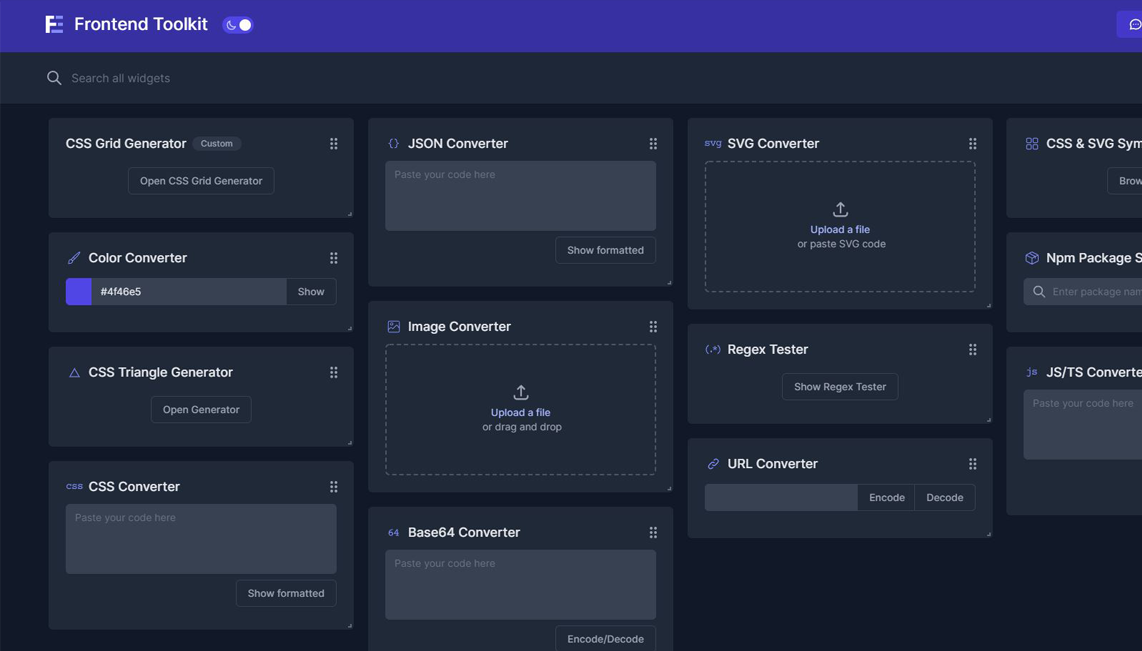 Frontend Toolkit
Search all widgets
CSS Grid Generator Custom
Open CSS Grid Generator
Color Converter
#4f46e5 Show
CSS Triangle Generator
Open Generator
css CSS Converter
Paste your code here
Show formatted
{} JSON Converter
Paste your code here
Show formatted
Image Converter
Upload a file
or drag and drop
64 Base64 Converter
Paste your code here
Encode/Decode
svg SVG Converter
Upload a file
or paste SVG code
(.*) Regex Tester
Show Regex Tester
URL Converter
Encode Decode
CSS & SVG Sym
Brow
Npm Package S
Enter package nam
js JS/TS Converte
Paste your code here